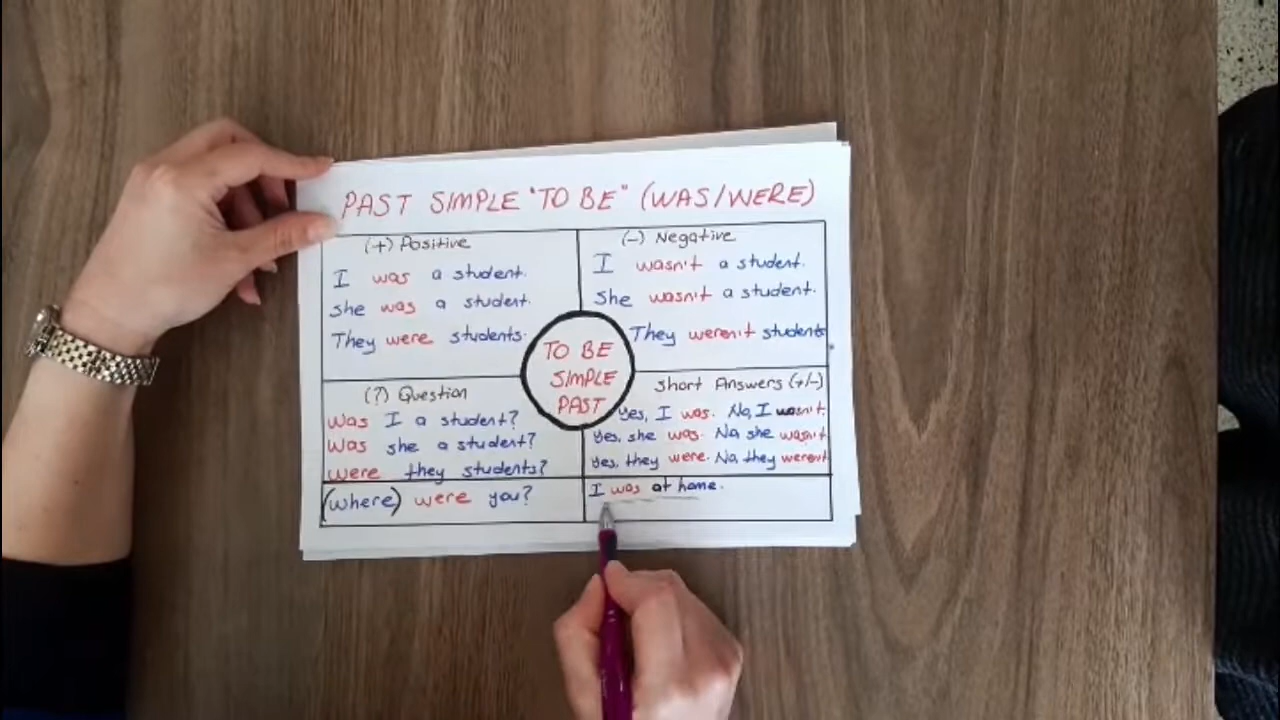 PAST SIMPLE "TO BE" (WAS/WERE)
(+) Positive
I was a student.
She was a student.
They were students.
(-) Negative
I wasn't a student.
She wasn't a student.
They weren't students
TO BE
SIMPLE
PAST
(?) Question
Was I a student?
Was she a student?
Were they students?
(where) were you?
Short Answers (+/-)
Yes, I was. No, I wasn't.
Yes, she was. No, she wasn't
Yes, they were. No, they weren't
I was at home.